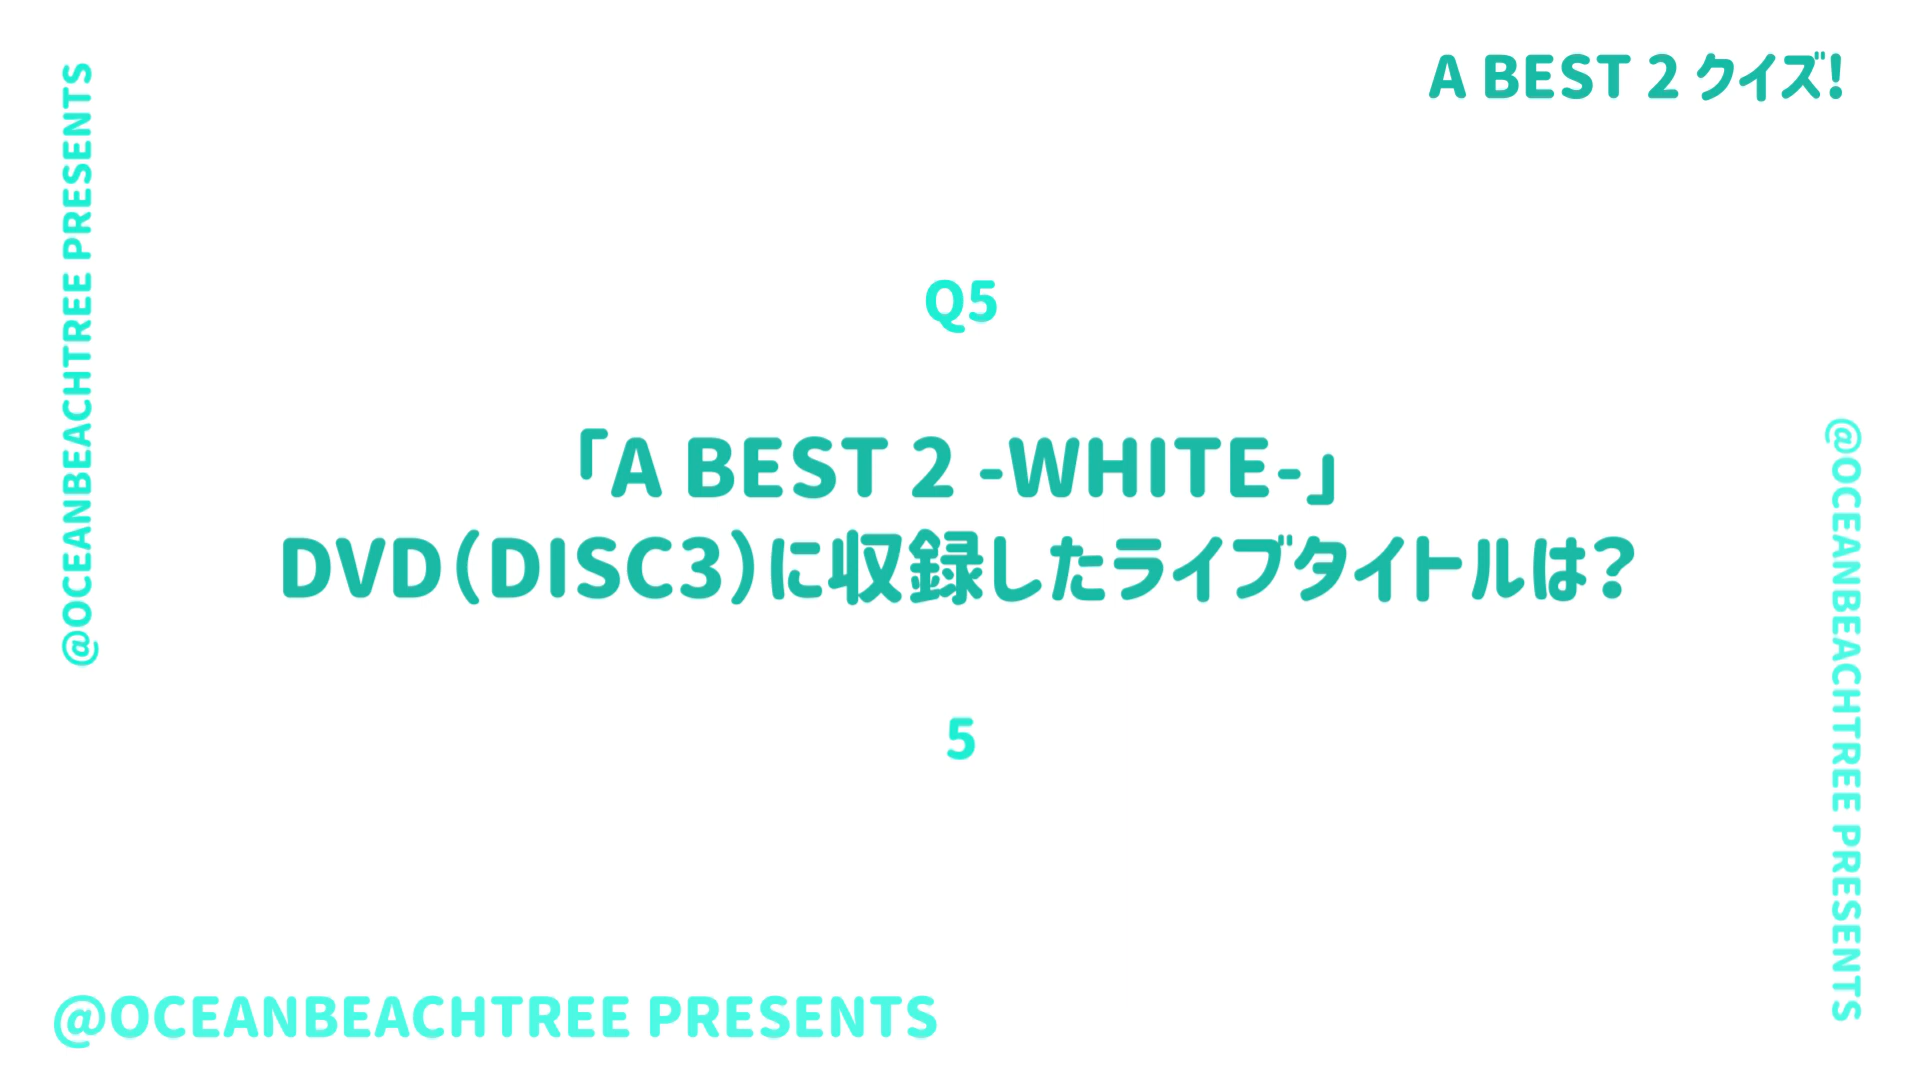 A BEST 2 クイズ!
@OCEANBEACHTREE PRESENTS
Q5
「A BEST 2 -WHITE-」
DVD(DISC3)に収録したライブタイトルは?
5
@OCEANBEACHTREE PRESENTS
@OCEANBEACHTREE PRESENTS